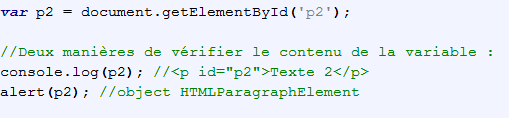 var p2 = document.getElementById('p2');
//Deux manières de vérifier le contenu de la variable :
console.log(p2); //<p id="p2">Texte 2</p>
alert(p2); //object HTMLParagraphElement